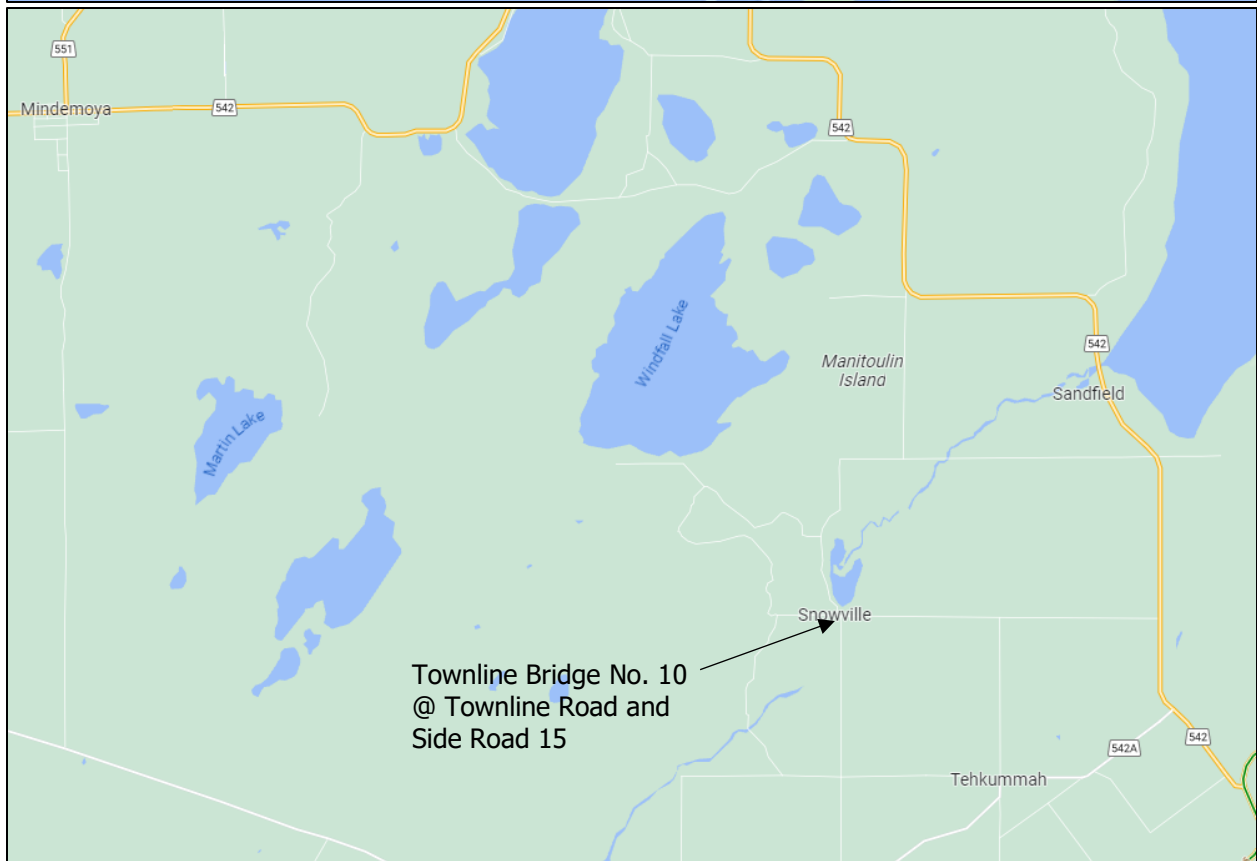 551
Mindemoya
542
542
Windfall Lake
Manitoulin
Island
542
Sandfield
Martin Lake
Snowville
Townline Bridge No. 10
@ Townline Road and
Side Road 15
542A
542
Tehkummah